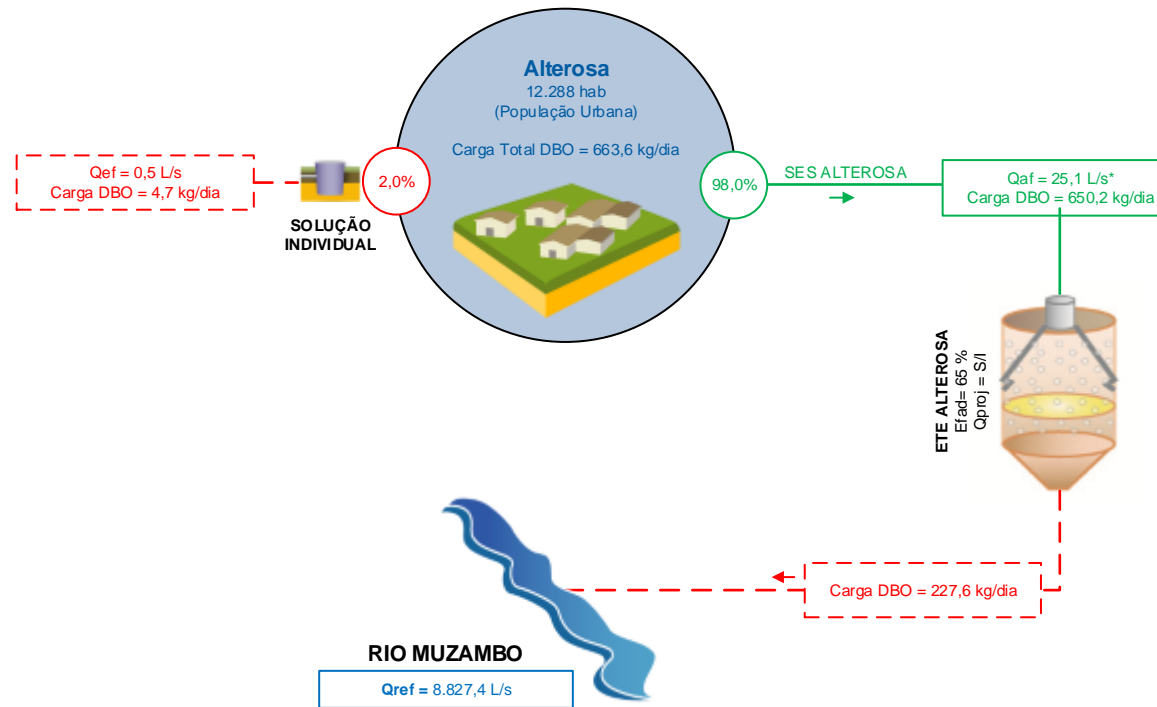 Alterosa
12.288 hab
(População Urbana)
Carga Total DBO = 663,6 kg/dia
Qef = 0,5 L/s
Carga DBO = 4,7 kg/dia
2,0%
SOLUÇÃO
INDIVIDUAL
98,0%
SES ALTEROSA
Qaf = 25,1 L/s*
Carga DBO = 650,2 kg/dia
ETE ALTEROSA
Efad= 65 %
Qproj = S/I
Carga DBO = 227,6 kg/dia
RIO MUZAMBO
Qref = 8.827,4 L/s